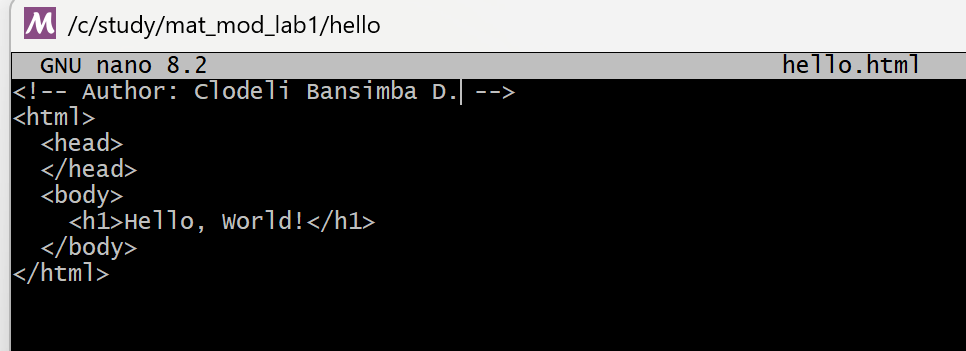 /c/study/mat_mod_lab1/hello
GNU nano 8.2 hello.html
<!-- Author: Clodeli Bansimba D. -->
<html>
  <head>
  </head>
  <body>
    <h1>Hello, World!</h1>
  </body>
</html>